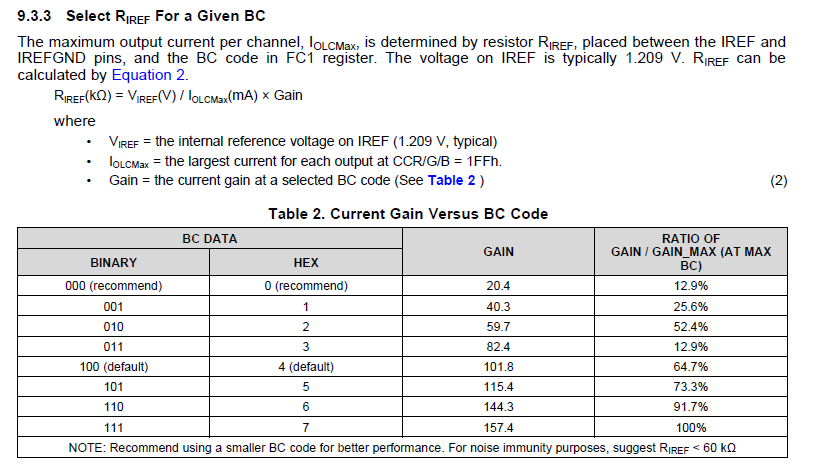 9.3.3 Select RIREF For a Given BC
The maximum output current per channel, IOLCMax, is determined by resistor RIREF, placed between the IREF and
IREFGND pins, and the BC code in FC1 register. The voltage on IREF is typically 1.209 V. RIREF can be
calculated by Equation 2.
RIREF(kΩ) = VIREF(V) / IOLCMax(mA) × Gain
where
• VIREF = the internal reference voltage on IREF (1.209 V, typical)
• IOLCMax = the largest current for each output at CCR/G/B = 1FFh.
• Gain = the current gain at a selected BC code (See Table 2 ) (2)
Table 2. Current Gain Versus BC Code
BC DATA GAIN RATIO OF
GAIN / GAIN_MAX (AT MAX
BC)
BINARY HEX
000 (recommend) 0 (recommend) 20.4 12.9%
001 1 40.3 25.6%
010 2 59.7 52.4%
011 3 82.4 12.9%
100 (default) 4 (default) 101.8 64.7%
101 5 115.4 73.3%
110 6 144.3 91.7%
111 7 157.4 100%
NOTE: Recommend using a smaller BC code for better performance. For noise immunity purposes, suggest RIREF < 60 kΩ